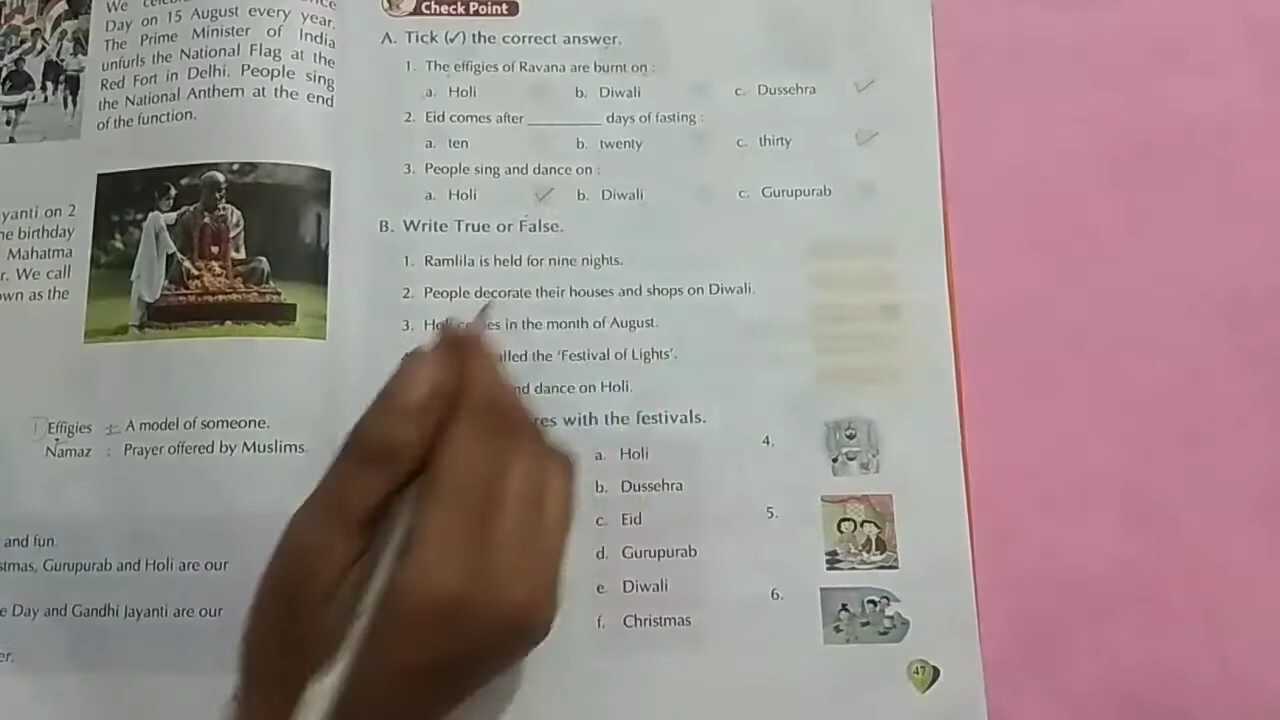 We
Day on 15 August every year.
The Prime Minister of India
unfurls the National Flag at the
Red Fort in Delhi. People sing
the National Anthem at the end
of the function.
yanti on 2
birthday
Mahatma
r. We call
own as the
Effigies : A model of someone.
Namaz : Prayer offered by Muslims
and fun.
stmas, Gurupurab and Holi are our
e Day and Gandhi Jayanti are our
er.
Check Point
A. Tick (✓) the correct answer.
1. The effigies of Ravana are burnt on :
a. Holi b. Diwali c. Dussehra ✓
2. Eid comes after ________ days of fasting :
a. ten b. twenty c. thirty ✓
3. People sing and dance on :
a. Holi ✓ b. Diwali c. Gurupurab
B. Write True or False.
1. Ramlila is held for nine nights.
2. People decorate their houses and shops on Diwali.
3. in the month of August.
lled the 'Festival of Lights'.
nd dance on Holi.
res with the festivals.
a. Holi
b. Dussehra
c. Eid
d. Gurupurab
e. Diwali
f. Christmas
4.
5.
6.
47